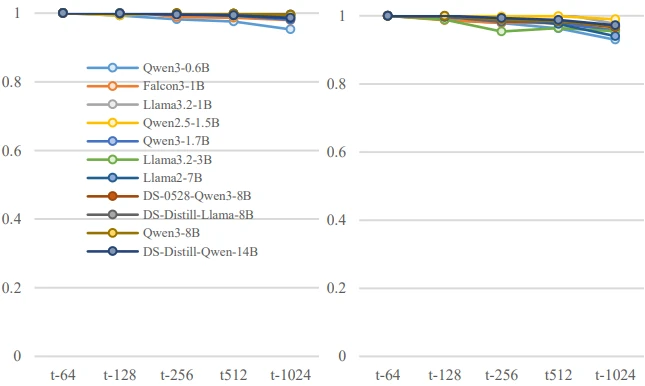 1
0.8
0.6
0.4
0.2
0
t-64 t-128 t-256 t512 t-1024
Qwen3-0.6B
Falcon3-1B
Llama3.2-1B
Qwen2.5-1.5B
Qwen3-1.7B
Llama3.2-3B
Llama2-7B
DS-0528-Qwen3-8B
DS-Distill-Llama-8B
Qwen3-8B
DS-Distill-Qwen-14B
1
0.8
0.6
0.4
0.2
0
t-64 t-128 t-256 t-512 t-1024